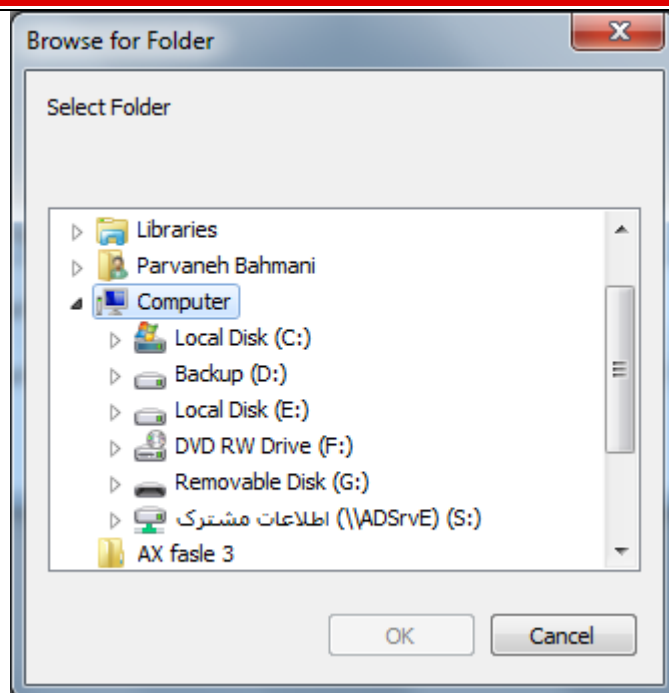 Browse for Folder
Select Folder
Libraries
Parvaneh Bahmani
Computer
Local Disk (C:)
Backup (D:)
Local Disk (E:)
DVD RW Drive (F:)
Removable Disk (G:)
اطلاعات مشترک (\\ADSrvE) (S:)
AX fasle 3
OK
Cancel